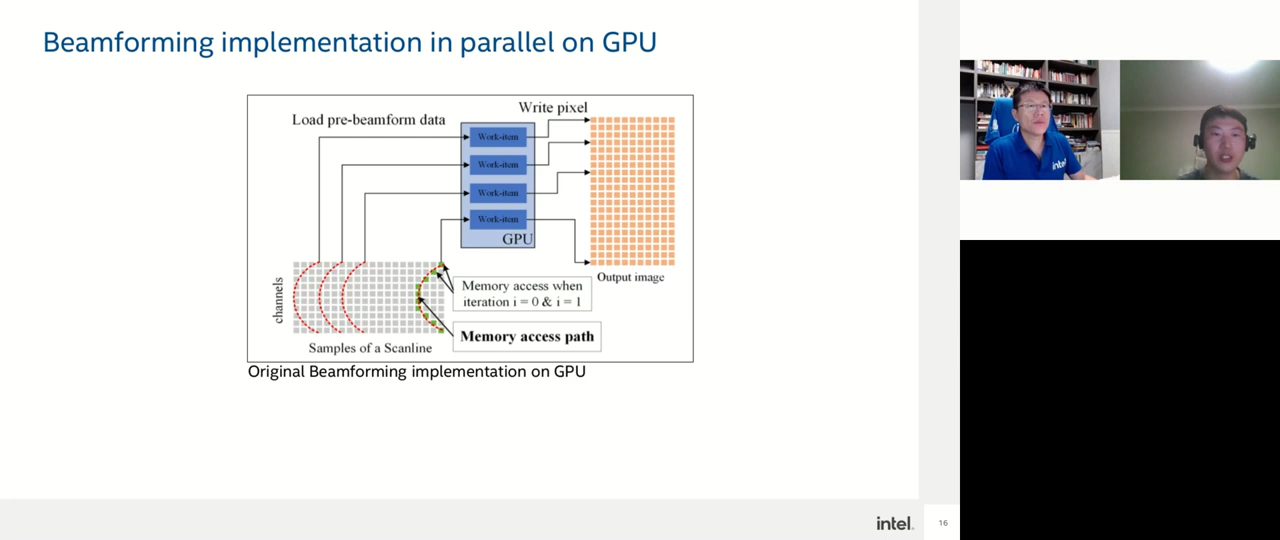 Beamforming implementation in parallel on GPU
Write pixel
Load pre-beamform data
Work-item
Work-item
Work-item
Work-item
GPU
Output image
channels
Memory access when
iteration i = 0 & i = 1
Memory access path
Samples of a Scanline
Original Beamforming implementation on GPU
intel.
16
intel